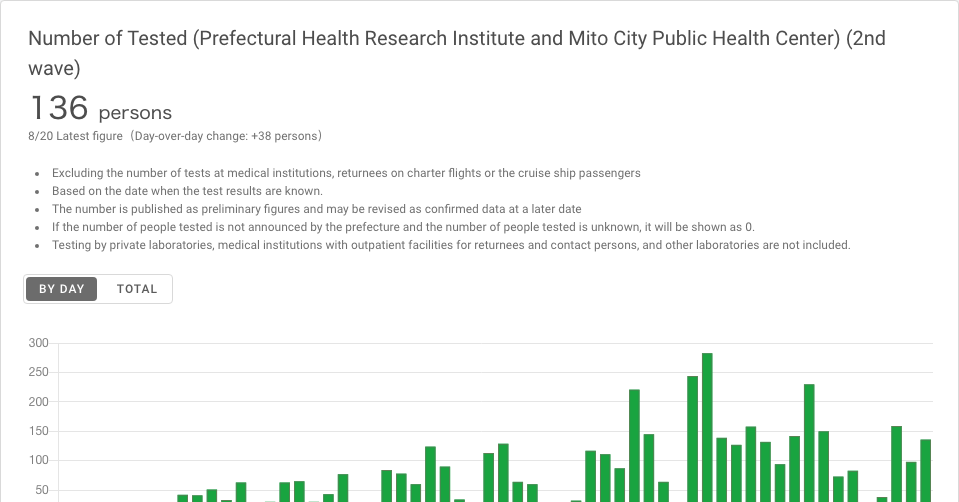 Number of Tested (Prefectural Health Research Institute and Mito City Public Health Center) (2nd
wave)
136 persons
8/20 Latest figure（Day-over-day change: +38 persons）
• Excluding the number of tests at medical institutions, returnees on charter flights or the cruise ship passengers
• Based on the date when the test results are known.
• The number is published as preliminary figures and may be revised as confirmed data at a later date
• If the number of people tested is not announced by the prefecture and the number of people tested is unknown, it will be shown as 0.
• Testing by private laboratories, medical institutions with outpatient facilities for returnees and contact persons, and other laboratories are not included.
BY DAY TOTAL
300
250
200
150
100
50